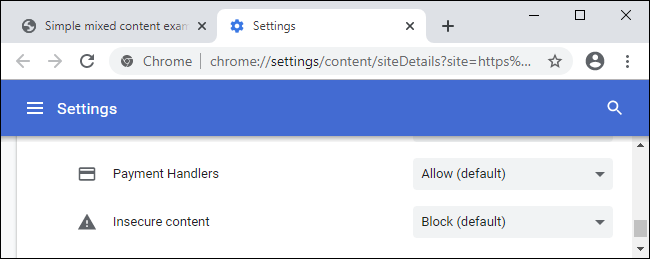 Simple mixed content exam
Settings
Chrome chrome://settings/content/siteDetails?site=https%...
Settings
Payment Handlers Allow (default)
Insecure content Block (default)